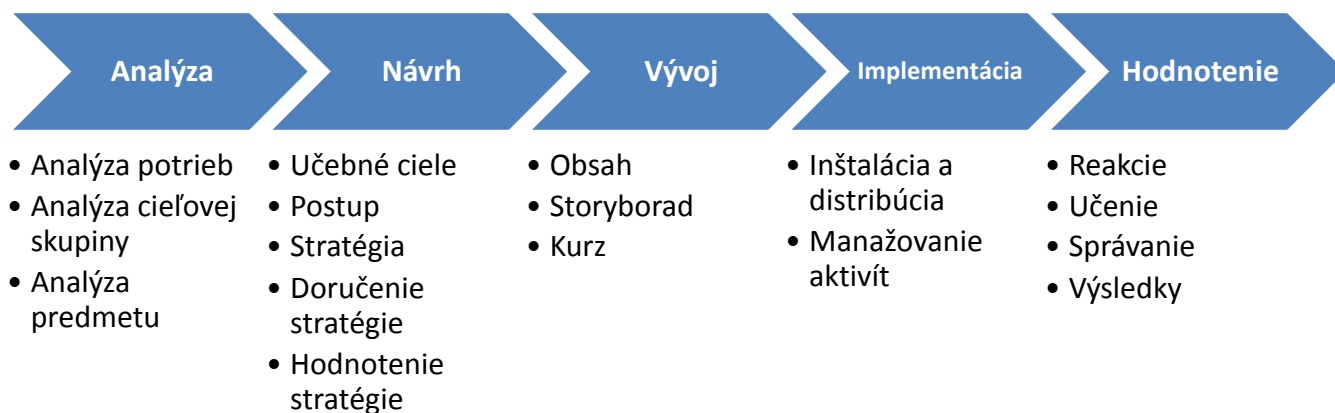 Analýza
• Analýza potrieb
• Analýza cieľovej
skupiny
• Analýza
predmetu
Návrh
• Učebné ciele
• Postup
• Stratégia
• Doručenie
stratégie
• Hodnotenie
stratégie
Vývoj
• Obsah
• Storyborad
• Kurz
Implementácia
• Inštalácia a
distribúcia
• Manažovanie
aktivít
Hodnotenie
• Reakcie
• Učenie
• Správanie
• Výsledky